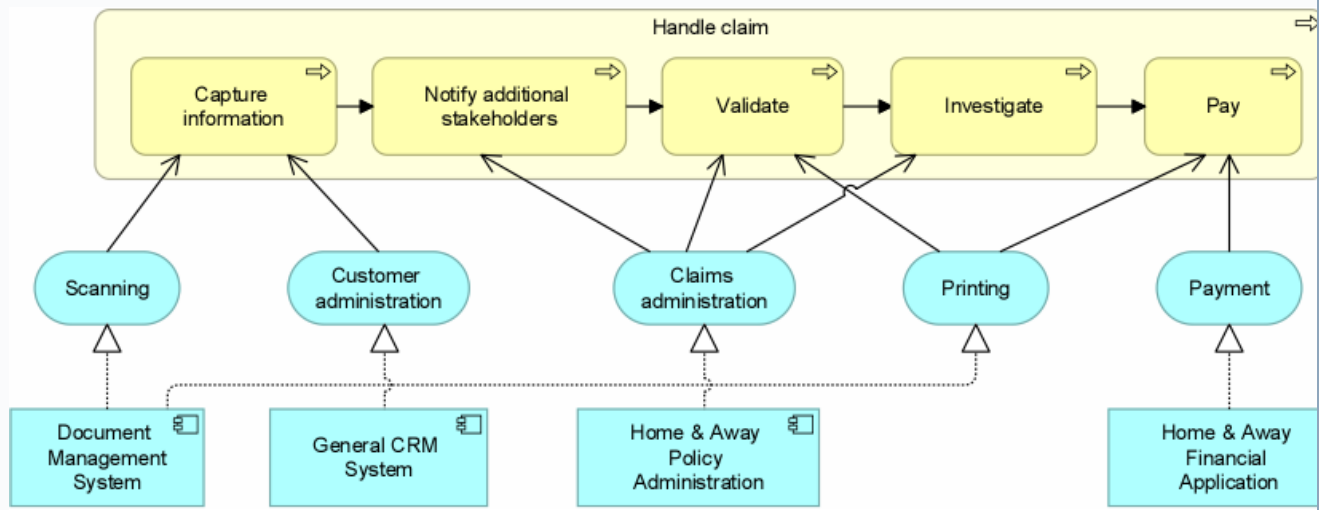 Handle claim
Capture
information
Notify additional
stakeholders
Validate
Investigate
Pay
Scanning
Customer
administration
Claims
administration
Printing
Payment
Document
Management
System
General CRM
System
Home & Away
Policy
Administration
Home & Away
Financial
Application